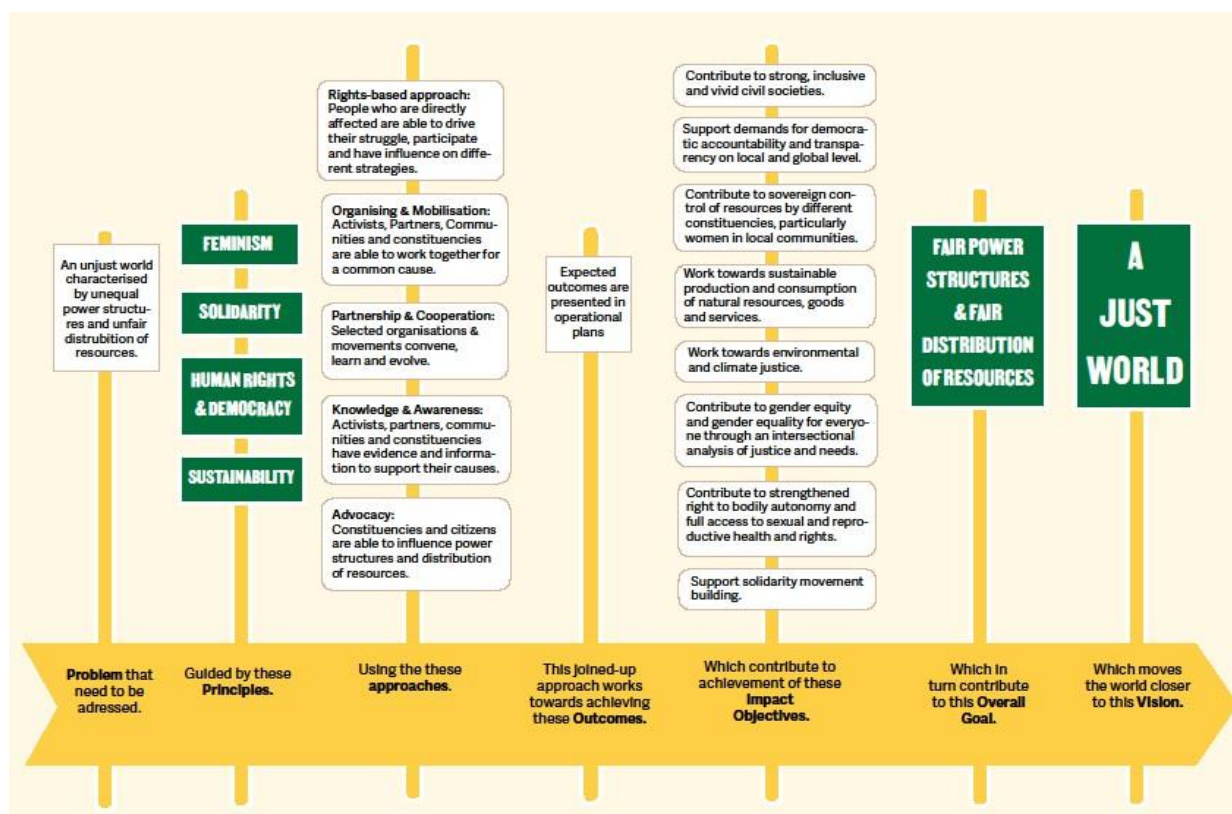 An unjust world
characterised by
unequal
power structu-
res and unfair
distrubition of
resources.
Problem that
need to be
adressed.
FEMINISM
SOLIDARITY
HUMAN RIGHTS
& DEMOCRACY
SUSTAINABILITY
Guided by these
Principles.
Rights-based approach:
People who are directly
affected are able to drive
their struggle, participate
and have influence on diffe-
rent strategies.
Organising & Mobilisation:
Activists, Partners, Commu-
nities and constituencies
are able to work together for
a common cause.
Partnership & Cooperation:
Selected organisations &
movements convene,
learn and evolve.
Knowledge & Awareness:
Activists, partners, commu-
nities and constituencies
have evidence and informa-
tion to support their causes.
Advocacy:
Constituencies and citizens
are able to influence power
structures and distribution
of resources.
Using the these
approaches.
Expected
outcomes are
presented in
operational
plans
This joined-up
approach works
towards achieving
these Outcomes.
Contribute to strong, inclusive
and vivid civil societies.
Support demands for democra-
tic accountability and transpa-
rency on local and global level.
Contribute to sovereign con-
trol of resources by different
constituencies, particularly
women in local communities.
Work towards sustainable
production and consumption
of natural resources, goods
and services.
Work towards environmental
and climate justice.
Contribute to gender equity
and gender equality for everyo-
ne through an intersectional
analysis of justice and needs.
Contribute to strengthened
right to bodily autonomy and
full access to sexual and repro-
ductive health and rights.
Support solidarity movement
building.
Which contribute to
achievement of these
Impact
Objectives.
FAIR POWER
STRUCTURES
& FAIR
DISTRIBUTION
OF RESOURCES
Which in
turn contribute
to this Overall
Goal.
A
JUST
WORLD
Which moves
the world closer
to this Vision.